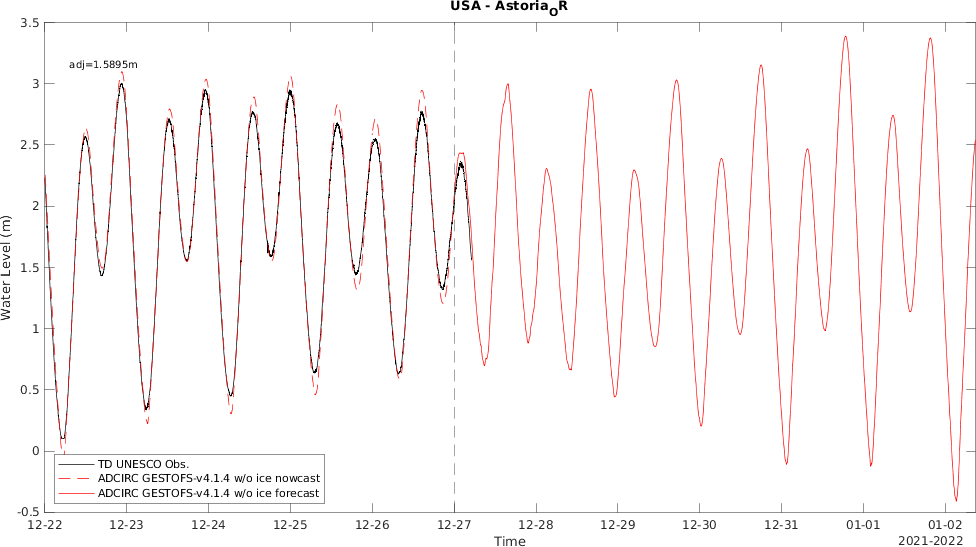 USA - AstoriaOR
3.5
adj=1.5895m
3
2.5
2
1.5
1
0.5
0
-0.5
Water Level (m)
TD UNESCO Obs.
ADCIRC GESTOFS-v4.1.4 w/o ice nowcast
ADCIRC GESTOFS-v4.1.4 w/o ice forecast
12-22 12-23 12-24 12-25 12-26 12-27 12-28 12-29 12-30 12-31 01-01 01-02
Time
2021-2022